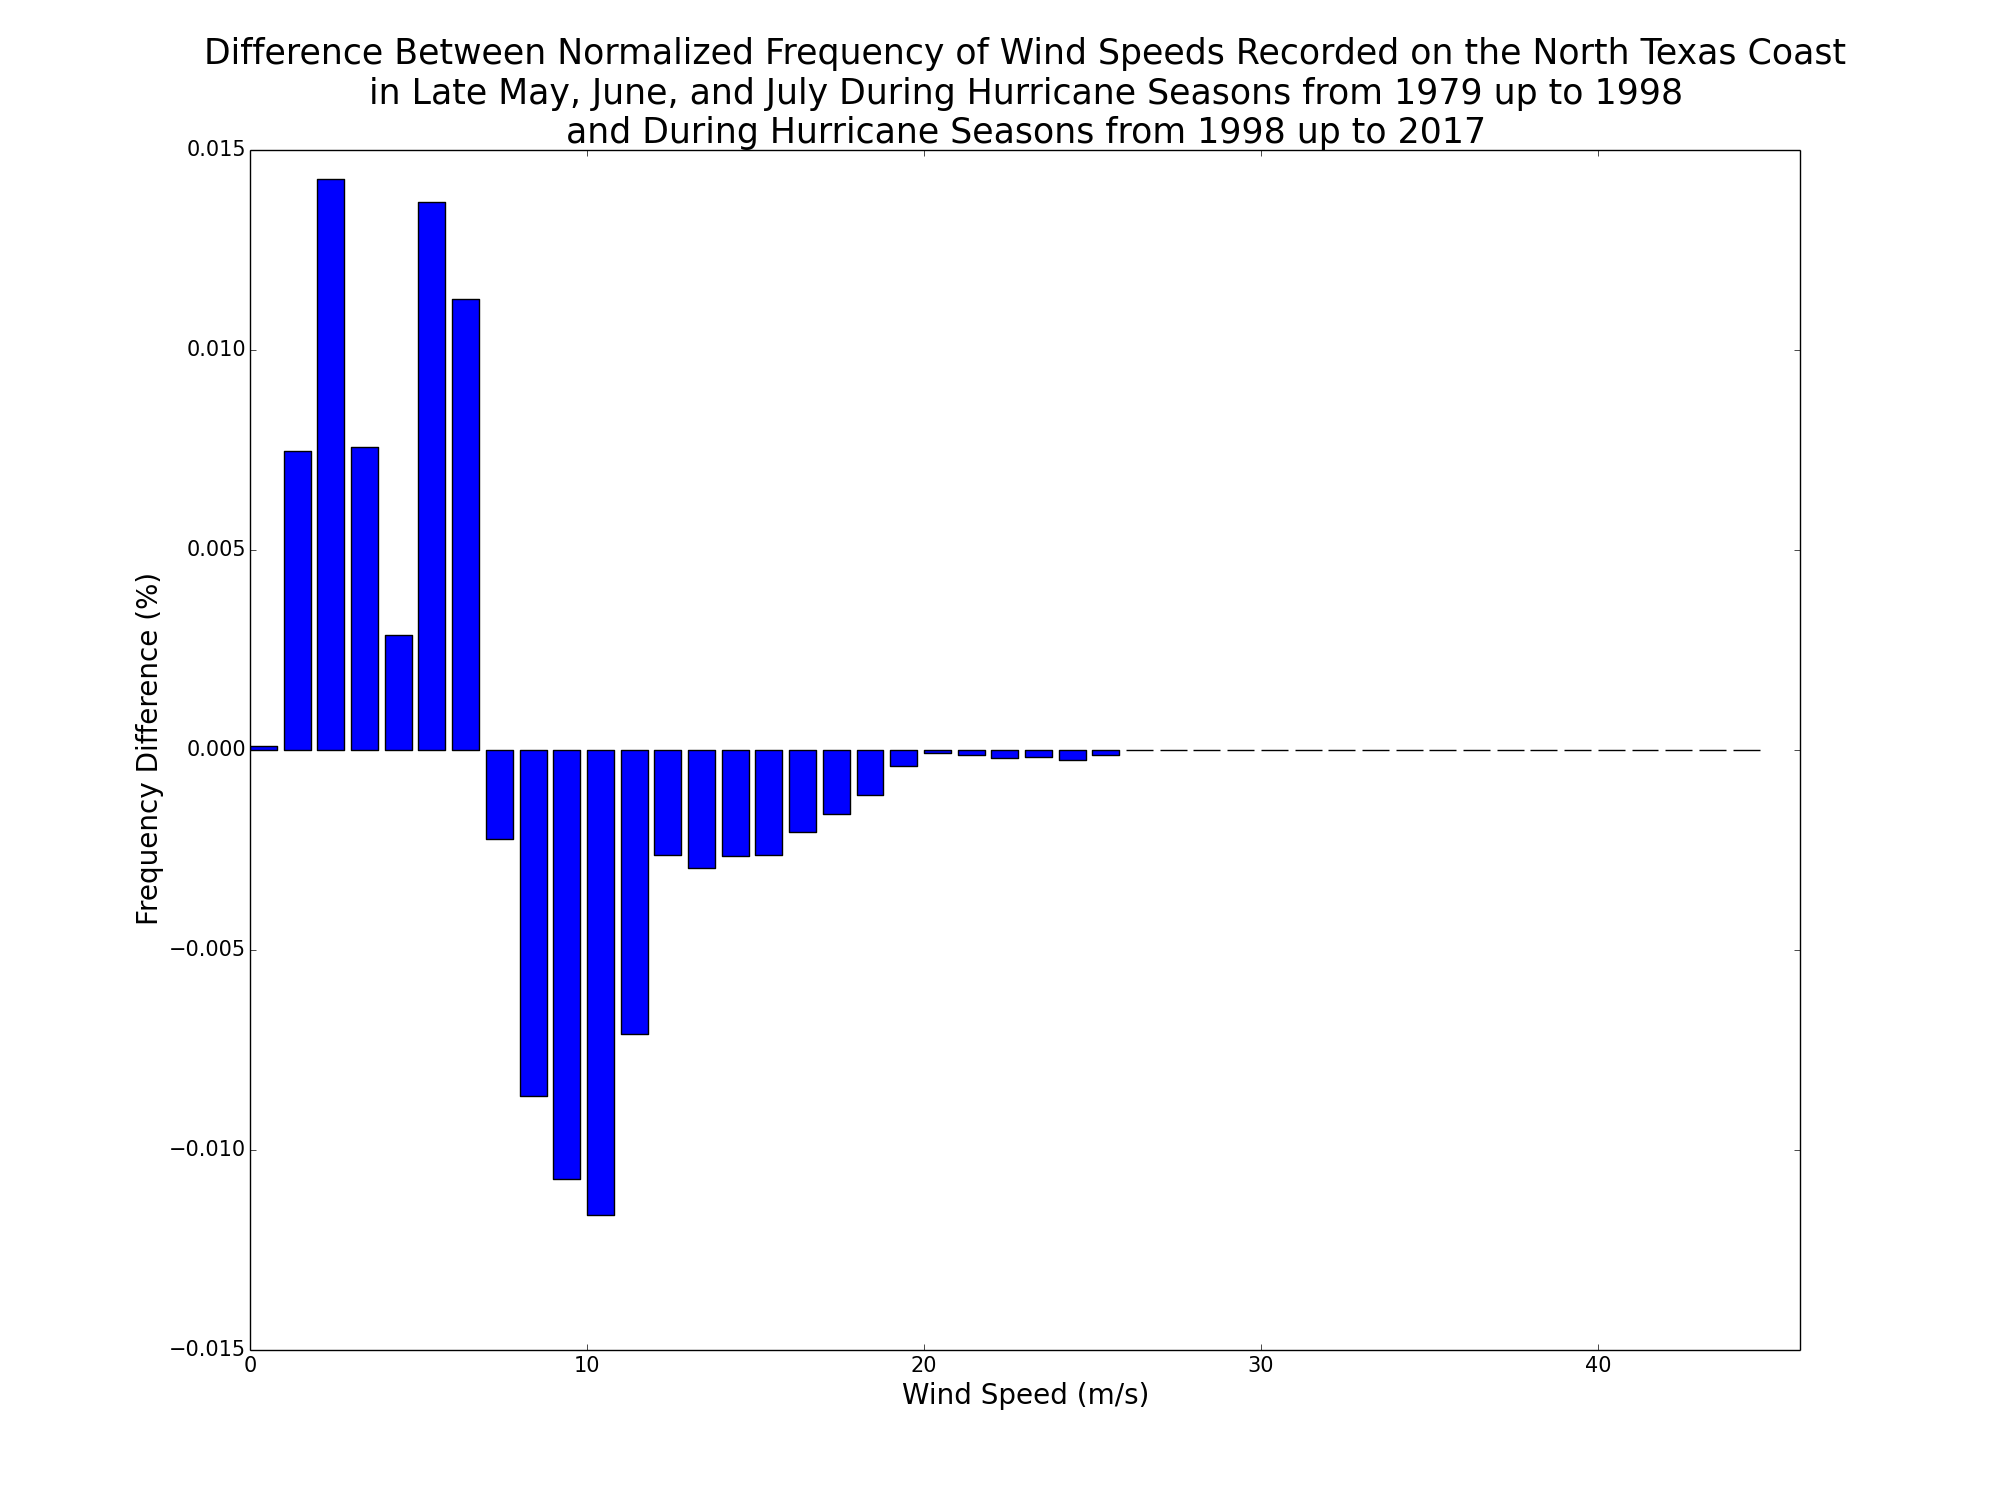 Difference Between Normalized Frequency of Wind Speeds Recorded on the North Texas Coast
in Late May, June, and July During Hurricane Seasons from 1979 up to 1998
and During Hurricane Seasons from 1998 up to 2017
0.015
0.010
0.005
0.000
−0.005
−0.010
−0.015
Frequency Difference (%)
0 10 20 30 40
Wind Speed (m/s)